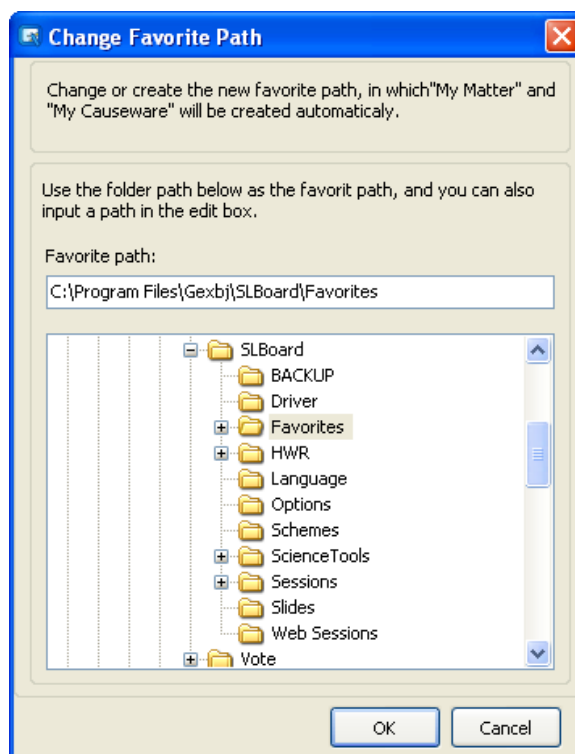 Change Favorite Path
Change or create the new favorite path, in which"My Matter" and
"My Causeware" will be created automaticaly.
Use the folder path below as the favorit path, and you can also
input a path in the edit box.
Favorite path:
C:\Program Files\Gexbj\SLBoard\Favorites
SLBoard
BACKUP
Driver
Favorites
HWR
Language
Options
Schemes
ScienceTools
Sessions
Slides
Web Sessions
Vote
OK
Cancel